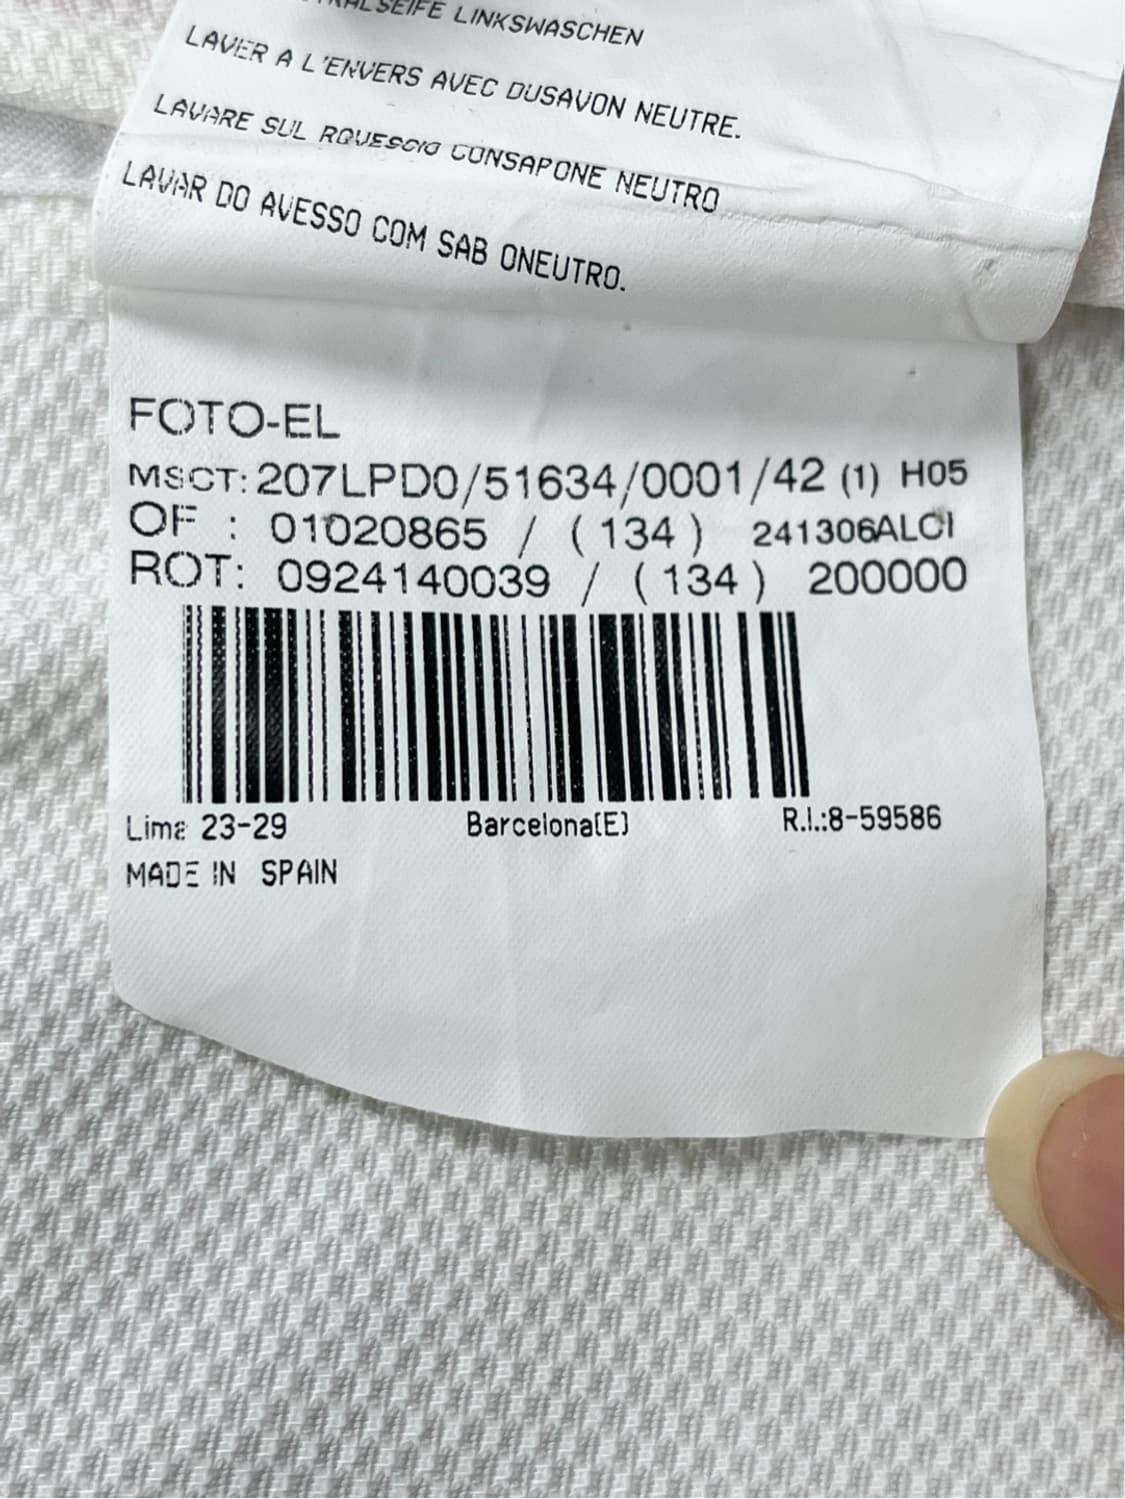 LINKSWASCHEN
LAVER A L'ENVERS AVEC DUSAVON NEUTRE.
LAVARE SUL ROVESCIO CONSAPONE NEUTRO
LAVAR DO AVESSO COM SAB ONEUTRO.
FOTO-EL
MSCT: 207LPD0/51634/0001/42 (1) H05
OF : 01020865 / (134) 241306ALCI
ROT: 0924140039 / (134) 200000
Lima 23-29 Barcelona(E) R.I.:8-59586
MADE IN SPAIN